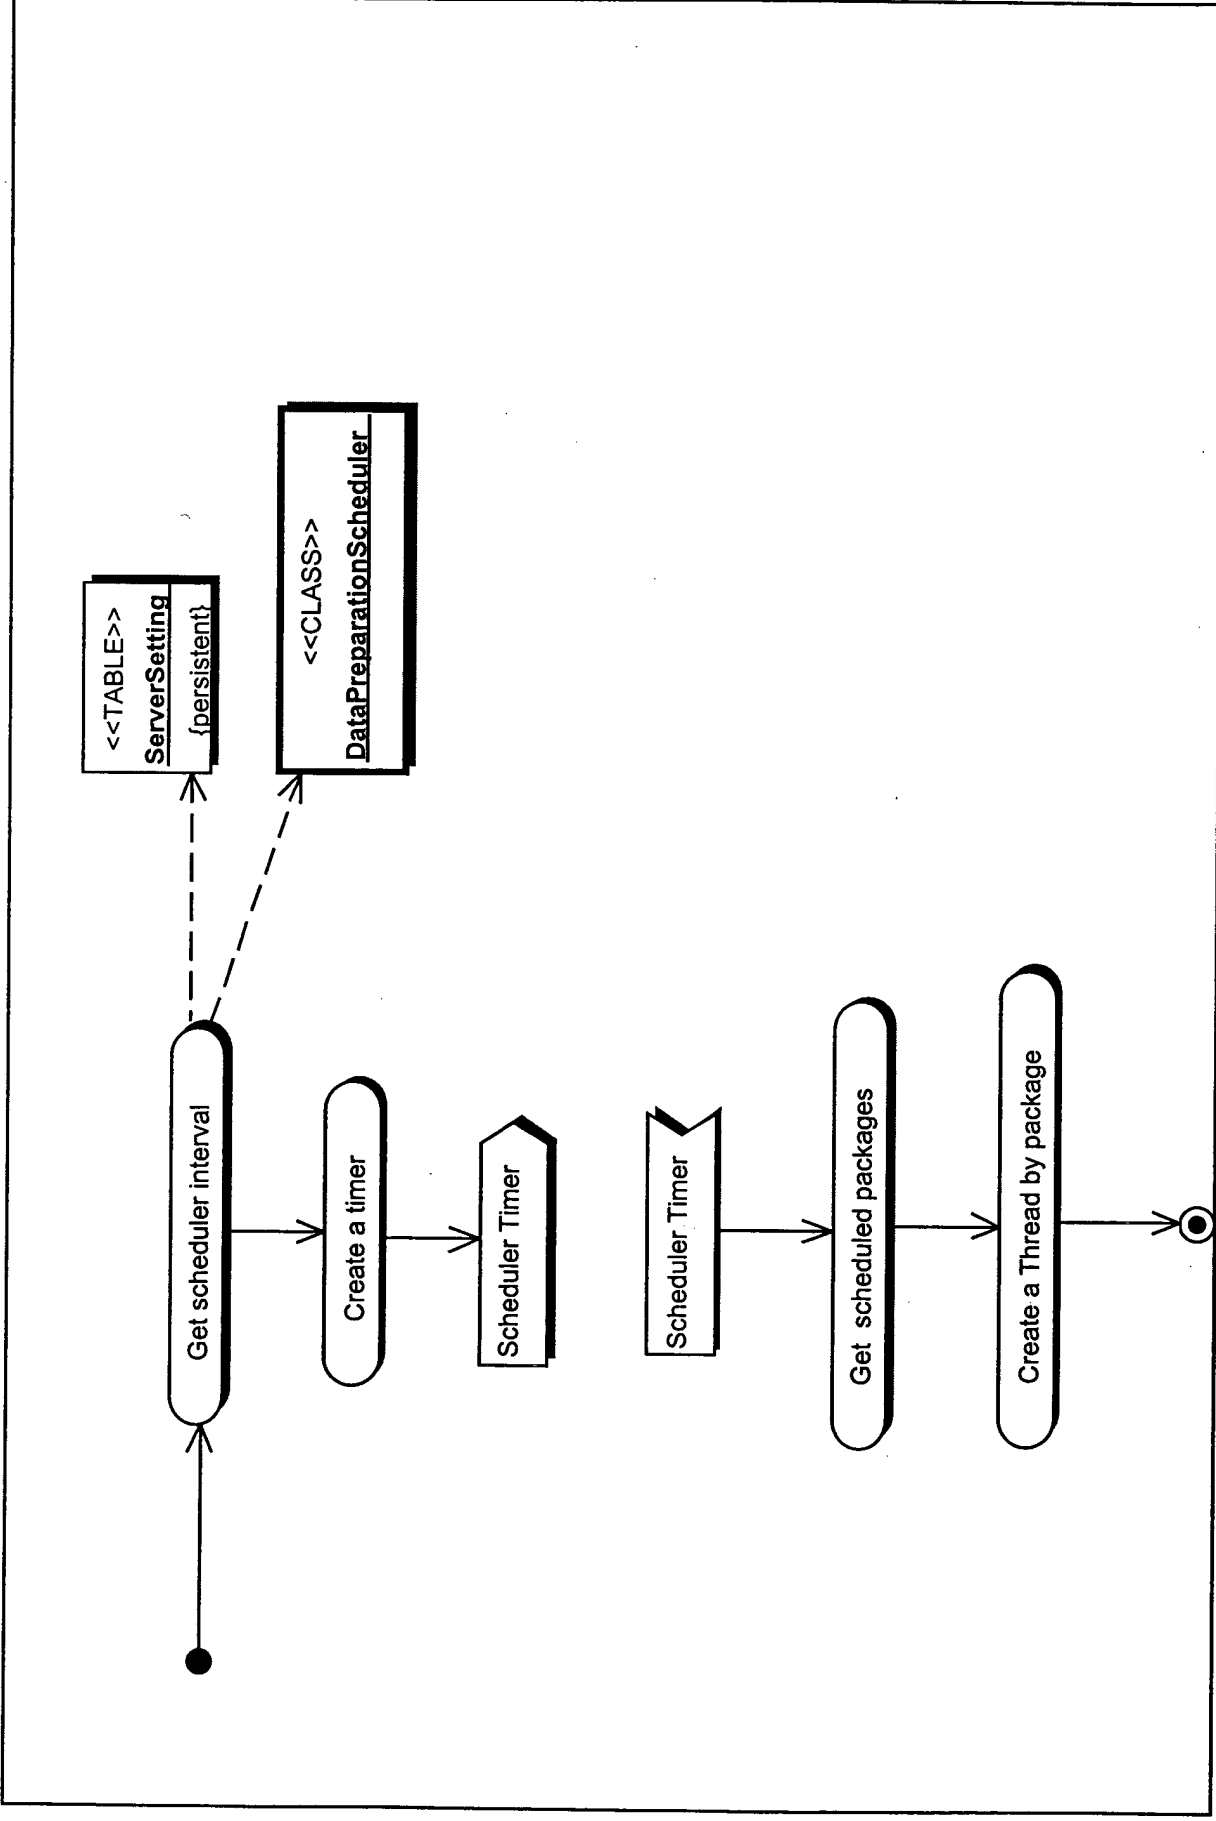 <<TABLE>>
ServerSetting
{persistent}
<<CLASS>>
DataPreparationScheduler
Get scheduler interval
Create a timer
Scheduler Timer
Scheduler Timer
Get scheduled packages
Create a Thread by package